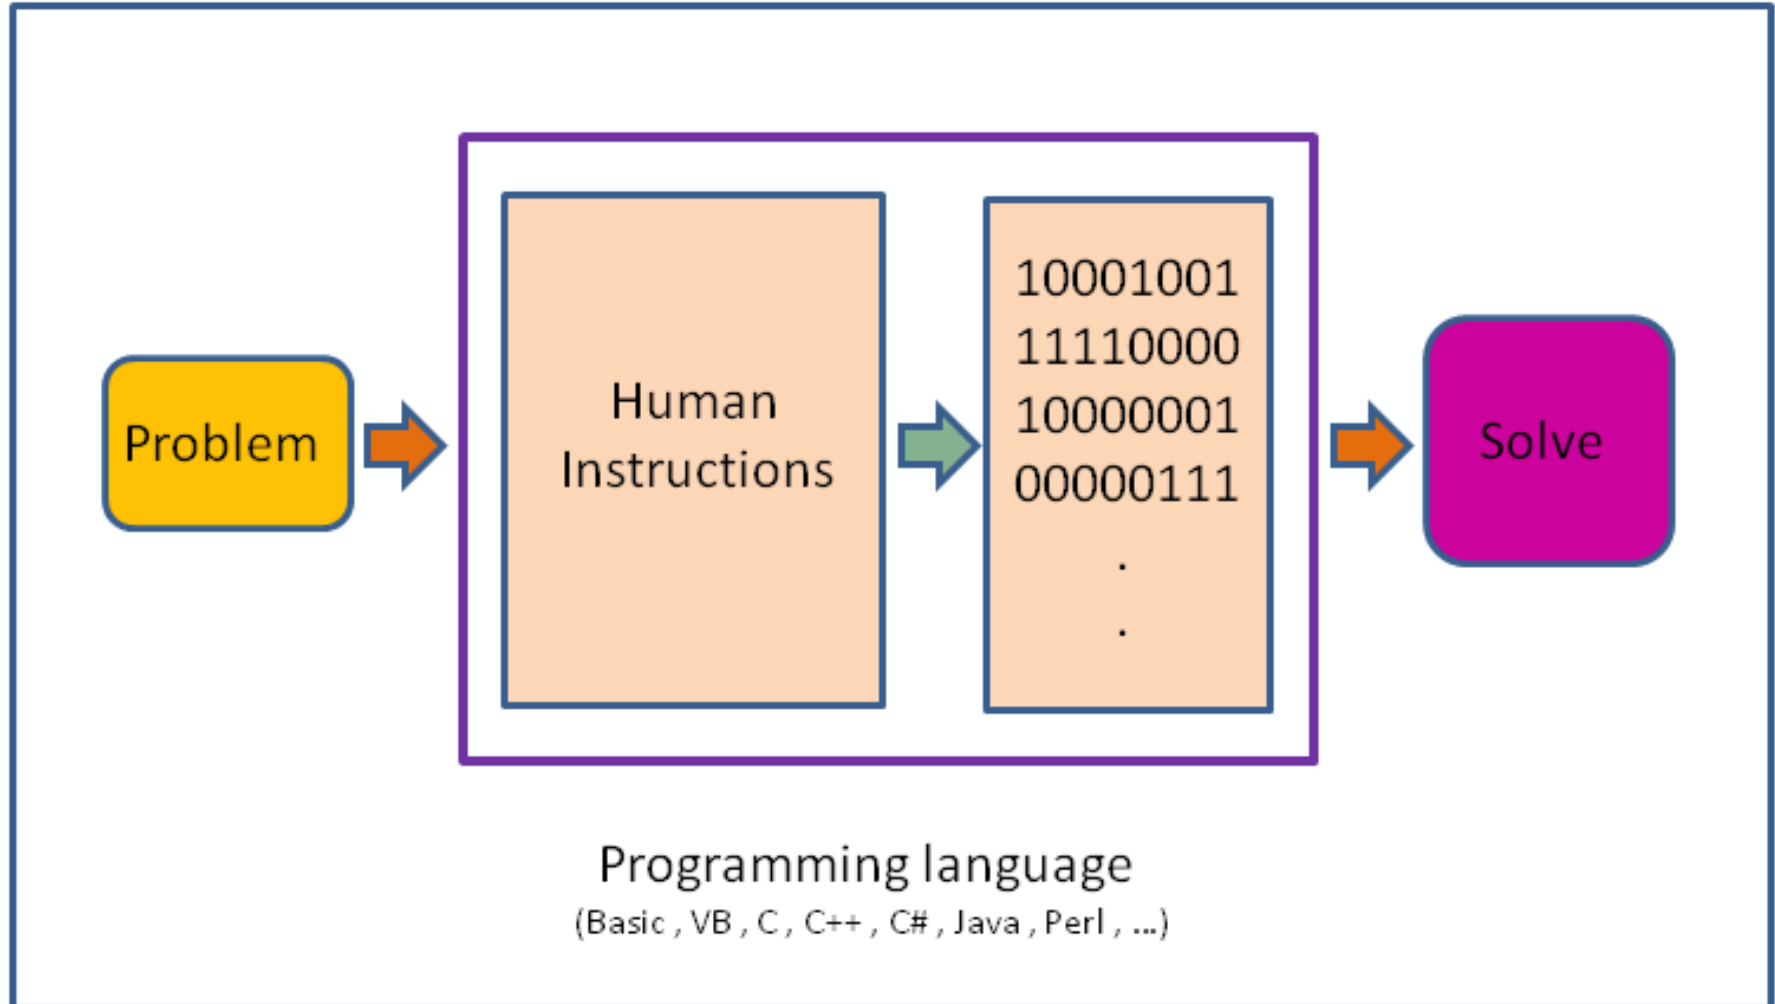 Problem
Human
Instructions
10001001
11110000
10000001
00000111
.
.
Solve
Programming language
(Basic , VB , C , C++ , C# , Java , Perl , ...)